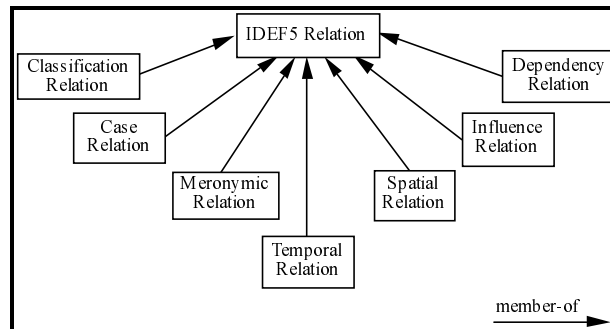 IDEF5 Relation
Classification
Relation
Dependency
Relation
Case
Relation
Influence
Relation
Meronymic
Relation
Spatial
Relation
Temporal
Relation
member-of